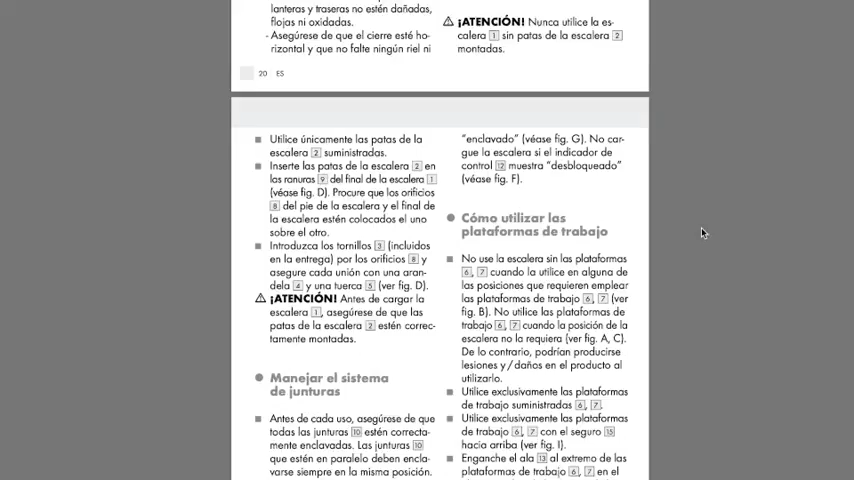 lanteras y traseras no estén dañadas,
flojas ni oxidadas.
- Asegúrese de que el cierre esté ho-
rizontal y que no falte ningún riel ni
⚠ ¡ATENCIÓN! Nunca utilice la es-
calera 1 sin patas de la escalera 2
montadas.
20 ES
■ Utilice únicamente las patas de la
escalera 2 suministradas.
■ Inserte las patas de la escalera 2 en
las ranuras 9 del final de la escalera 1
(véase fig. D). Procure que los orificios
8 del pie de la escalera y el final de
la escalera estén colocados el uno
sobre el otro.
■ Introduzca los tornillos 3 (incluidos
en la entrega) por los orificios 8 y
asegure cada unión con una aran-
dela 4 y una tuerca 5 (ver fig. D).
⚠ ¡ATENCIÓN! Antes de cargar la
escalera 1, asegúrese de que las
patas de la escalera 2 estén correc-
tamente montadas.
● Manejar el sistema
de junturas
■ Antes de cada uso, asegúrese de que
todas las junturas 10 estén correcta-
mente enclavadas. Las junturas 10
que estén en paralelo deben encla-
varse siempre en la misma posición.
“enclavado” (véase fig. G). No car-
gue la escalera si el indicador de
control 12 muestra “desbloqueado”
(véase fig. F).
● Cómo utilizar las
plataformas de trabajo
■ No use la escalera sin las plataformas
6, 7 cuando la utilice en alguna de
las posiciones que requieren emplear
las plataformas de trabajo 6, 7 (ver
fig. B). No utilice las plataformas de
trabajo 6, 7 cuando la posición de la
escalera no la requiera (ver fig. A, C).
De lo contrario, podrían producirse
lesiones y / daños en el producto al
utilizarlo.
■ Utilice exclusivamente las plataformas
de trabajo suministradas 6, 7.
■ Utilice exclusivamente las plataformas
de trabajo 6, 7 con el seguro 15
hacia arriba (ver fig. I).
■ Enganche el ala 13 al extremo de las
plataformas de trabajo 6, 7 en el